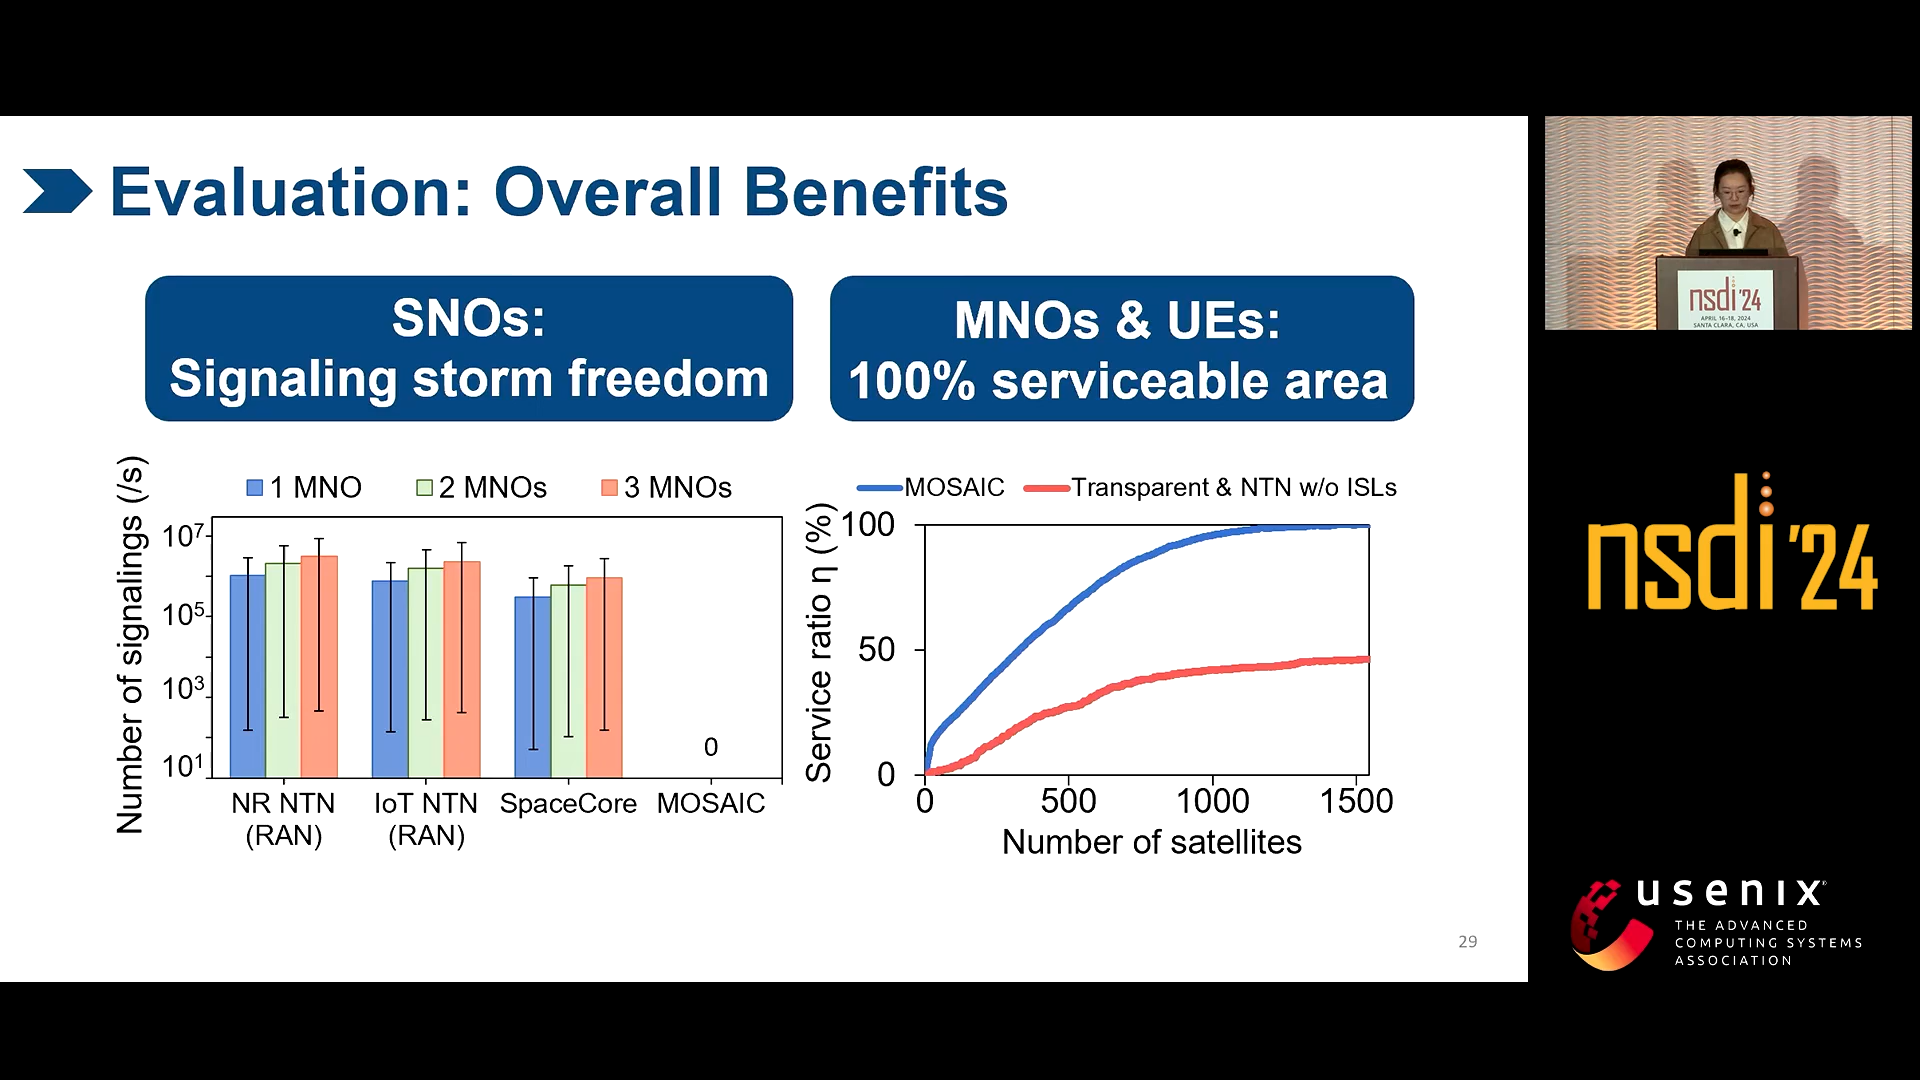 Evaluation: Overall Benefits
SNOs:
Signaling storm freedom
MNOs & UEs:
100% serviceable area
Number of signalings (/s)
1 MNO
2 MNOs
3 MNOs
10⁷
10⁵
10³
10¹
0
NR NTN
(RAN)
IoT NTN
(RAN)
SpaceCore
MOSAIC
MOSAIC
Transparent & NTN w/o ISLs
Service ratio η (%)
100
50
0
0
500
1000
1500
Number of satellites
29
nsdi '24
APRIL 16–18, 2024
SANTA CLARA, CA, USA
nsdi '24
usenix®
THE ADVANCED
COMPUTING SYSTEMS
ASSOCIATION